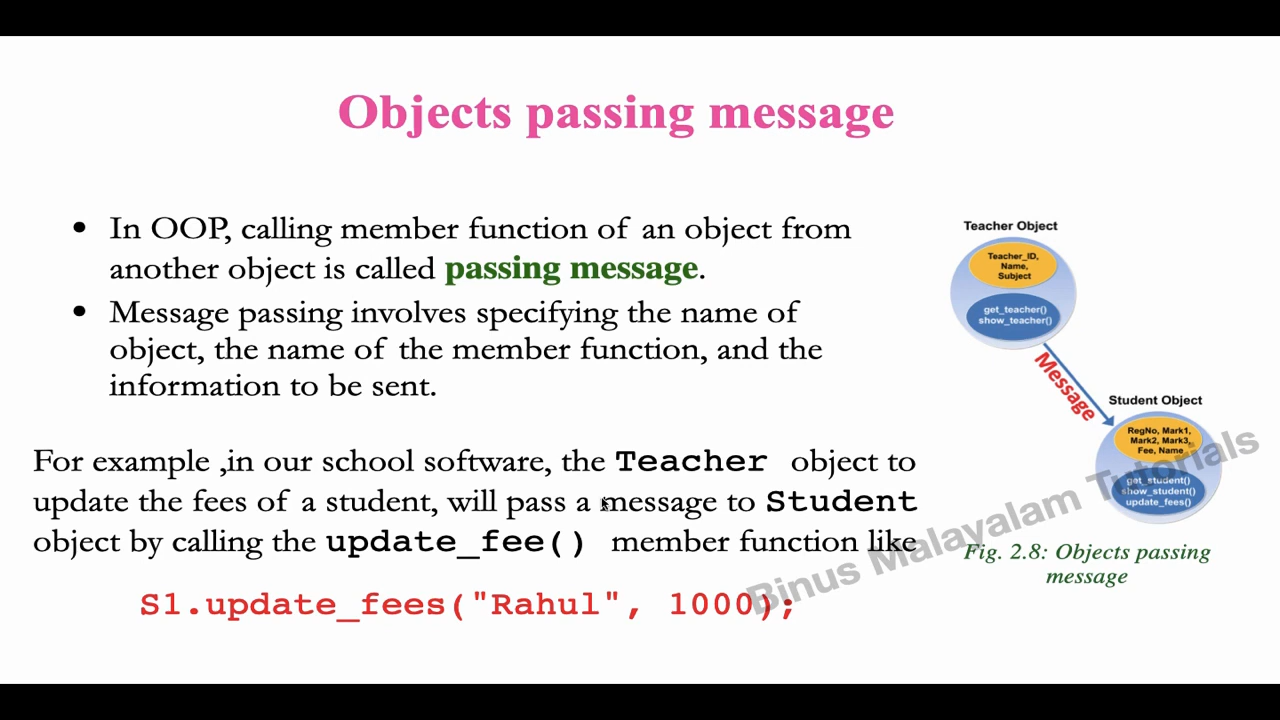 Objects passing message
• In OOP, calling member function of an object from
another object is called passing message.
• Message passing involves specifying the name of
object, the name of the member function, and the
information to be sent.
For example ,in our school software, the Teacher object to
update the fees of a student, will pass a message to Student
object by calling the update_fee() member function like
S1.update_fees("Rahul", 1000);
Teacher Object
Teacher_ID,
Name,
Subject
get_teacher()
show_teacher()
Message
Student Object
RegNo, Mark1,
Mark2, Mark3,
Fee, Name
get_student()
show_student()
update_fees()
Fig. 2.8: Objects passing
message
Binus Malayalam Tutorials